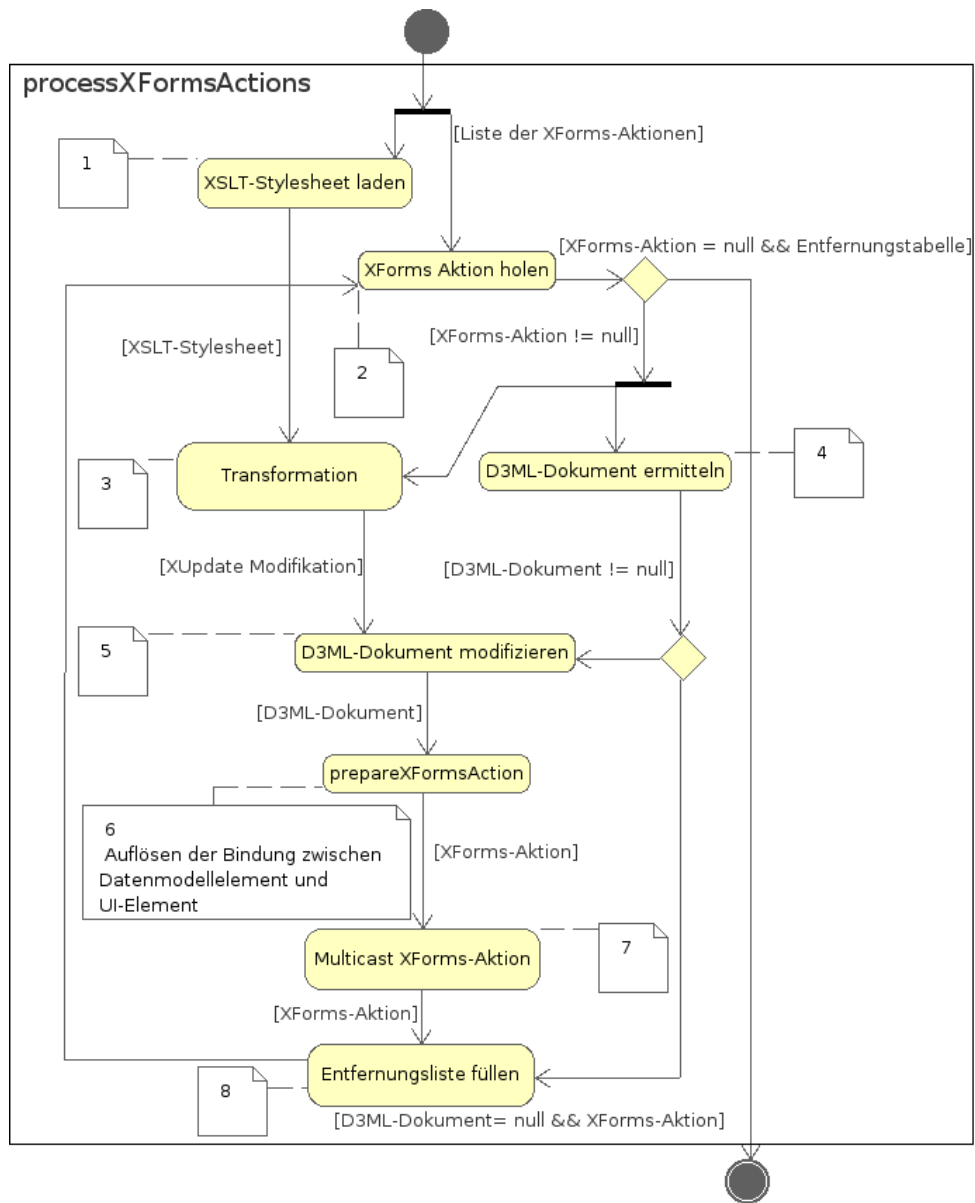 processXFormsActions
[Liste der XForms-Aktionen]
1
XSLT-Stylesheet laden
[XForms-Aktion = null && Entfernungstabelle]
XForms Aktion holen
[XForms-Aktion != null]
[XSLT-Stylesheet]
2
4
D3ML-Dokument ermitteln
Transformation
3
[XUpdate Modifikation]
[D3ML-Dokument != null]
5
D3ML-Dokument modifizieren
[D3ML-Dokument]
prepareXFormsAction
6
Auflösen der Bindung zwischen
Datenmodellelement und
UI-Element
[XForms-Aktion]
7
Multicast XForms-Aktion
[XForms-Aktion]
Entfernungsliste füllen
8
[D3ML-Dokument= null && XForms-Aktion]